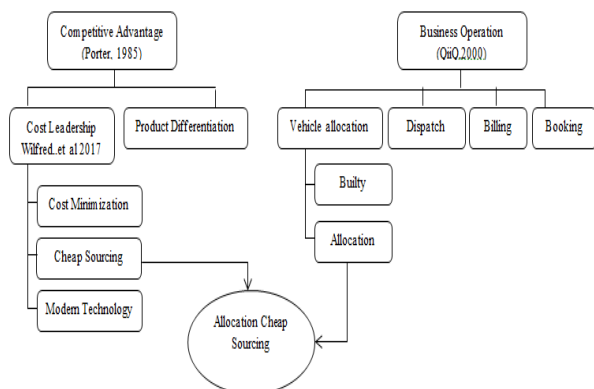 Competitive Advantage
(Porter, 1985)
Business Operation
(QiiQ,2000)
Cost Leadership
Wilfred..et al 2017
Product Differentiation
Vehicle allocation
Dispatch
Billing
Booking
Cost Minimization
Cheap Sourcing
Modern Technology
Builty
Allocation
Allocation Cheap
Sourcing